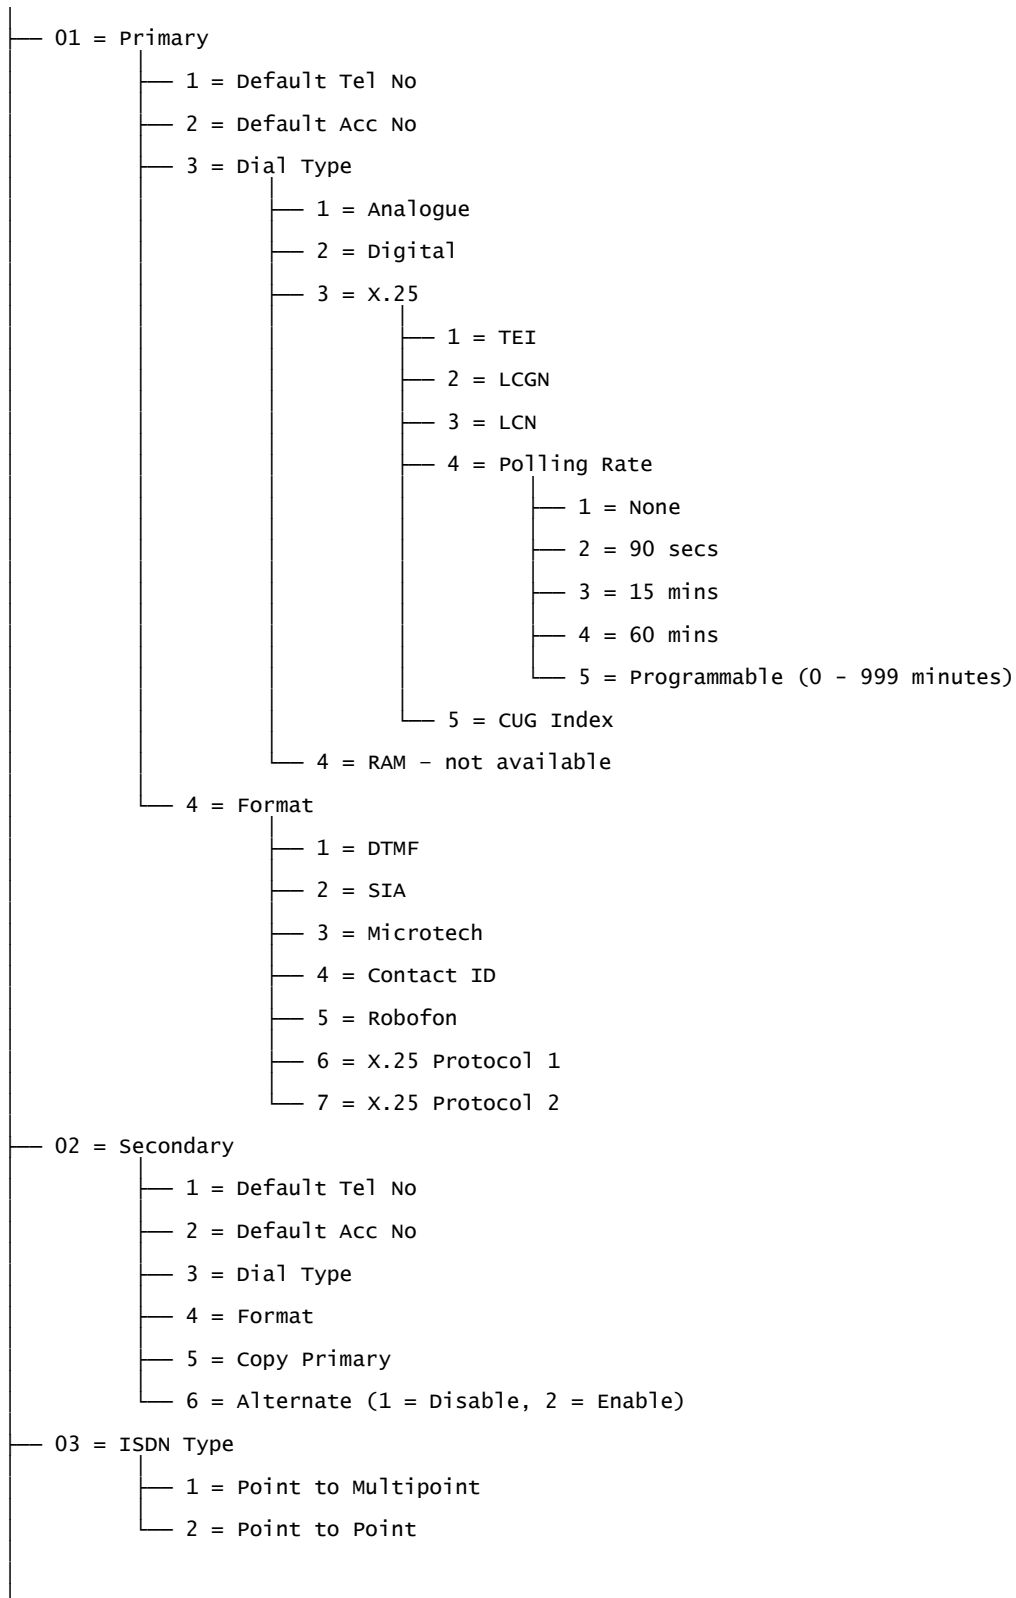 01 = Primary
1 = Default Tel No
2 = Default Acc No
3 = Dial Type
1 = Analogue
2 = Digital
3 = X.25
1 = TEI
2 = LCGN
3 = LCN
4 = Polling Rate
1 = None
2 = 90 secs
3 = 15 mins
4 = 60 mins
5 = Programmable (0 - 999 minutes)
5 = CUG Index
4 = RAM – not available
4 = Format
1 = DTMF
2 = SIA
3 = Microtech
4 = Contact ID
5 = Robofon
6 = X.25 Protocol 1
7 = X.25 Protocol 2
02 = Secondary
1 = Default Tel No
2 = Default Acc No
3 = Dial Type
4 = Format
5 = Copy Primary
6 = Alternate (1 = Disable, 2 = Enable)
03 = ISDN Type
1 = Point to Multipoint
2 = Point to Point